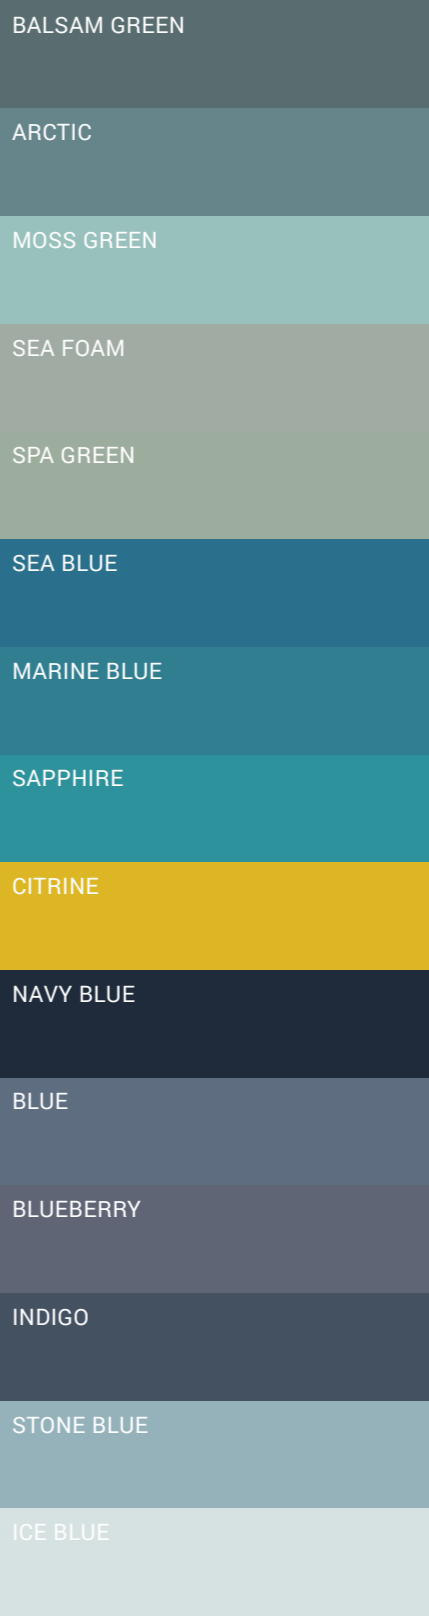 BALSAM GREEN
ARCTIC
MOSS GREEN
SEA FOAM
SPA GREEN
SEA BLUE
MARINE BLUE
SAPPHIRE
CITRINE
NAVY BLUE
BLUE
BLUEBERRY
INDIGO
STONE BLUE
ICE BLUE